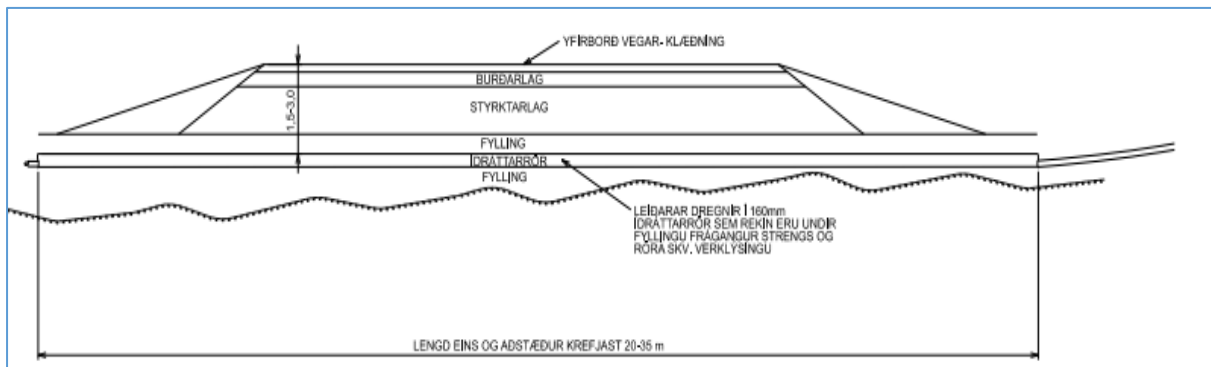 YFIRBORÐ VEGAR- KLÆÐNING
BURÐARLAG
STYRKTARLAG
1,5-3,0
FYLLING
ÍDRÁTTARRÖR
FYLLING
LEIÐARAR DREGNIR Í 160mm
ÍDRÁTTARRÖR SEM REKIN ERU UNDIR
FYLLINGU FRÁGANGUR STRENGS OG
RÖRA SKV. VERKLÝSINGU
LENGD EINS OG AÐSTÆÐUR KREFJAST 20-35 m